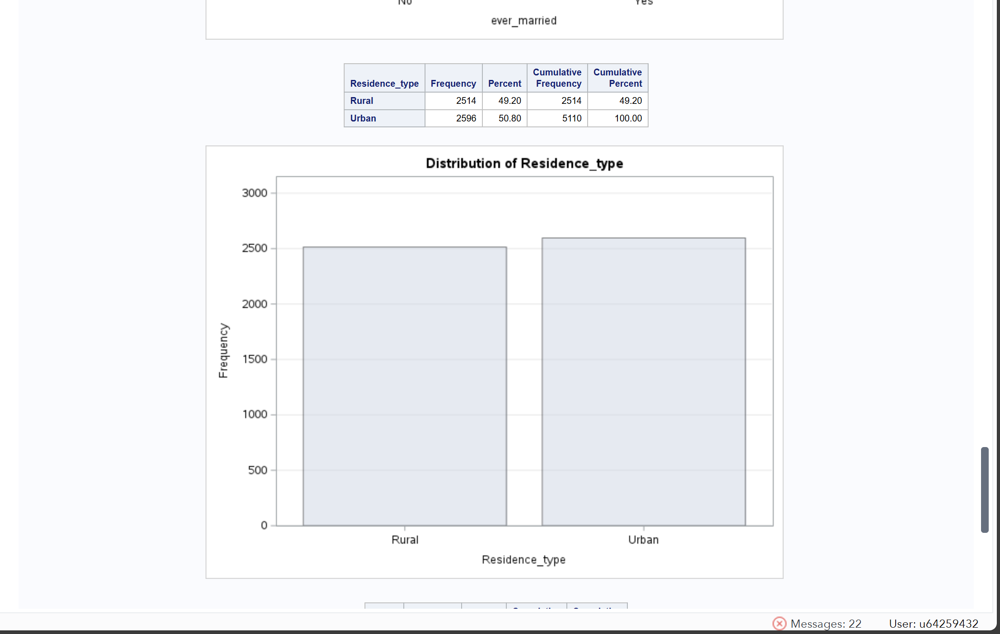 No Yes
ever_married
Residence_type Frequency Percent Cumulative Frequency Cumulative Percent
Rural 2514 49.20 2514 49.20
Urban 2596 50.80 5110 100.00
Distribution of Residence_type
3000
2500
2000
1500
1000
500
0
Frequency
Rural Urban
Residence_type
Messages: 22 User: u64259432